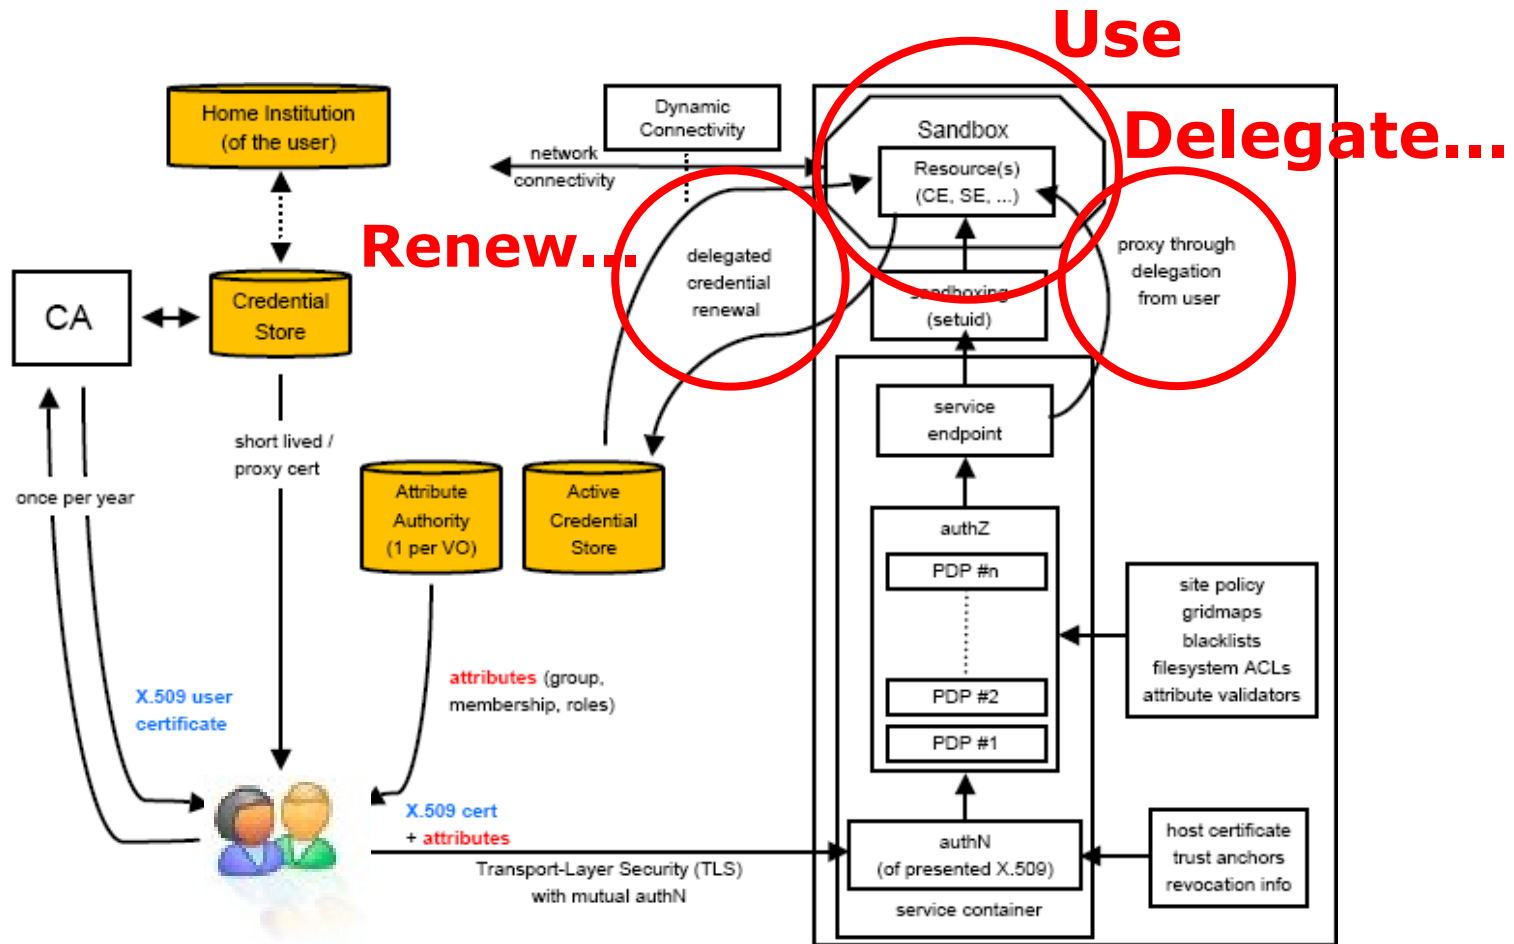 Use
Delegate...
Renew...
Home Institution
(of the user)
Dynamic
Connectivity
network
connectivity
Sandbox
Resource(s)
(CE, SE, ...)
CA
Credential
Store
delegated
credential
renewal
proxy through
delegation
from user
sandboxing
(setuid)
service
endpoint
short lived /
proxy cert
once per year
Attribute
Authority
(1 per VO)
Active
Credential
Store
authZ
PDP #n
PDP #2
PDP #1
site policy
gridmaps
blacklists
filesystem ACLs
attribute validators
X.509 user
certificate
attributes (group,
membership, roles)
X.509 cert
+ attributes
Transport-Layer Security (TLS)
with mutual authN
authN
(of presented X.509)
service container
host certificate
trust anchors
revocation info